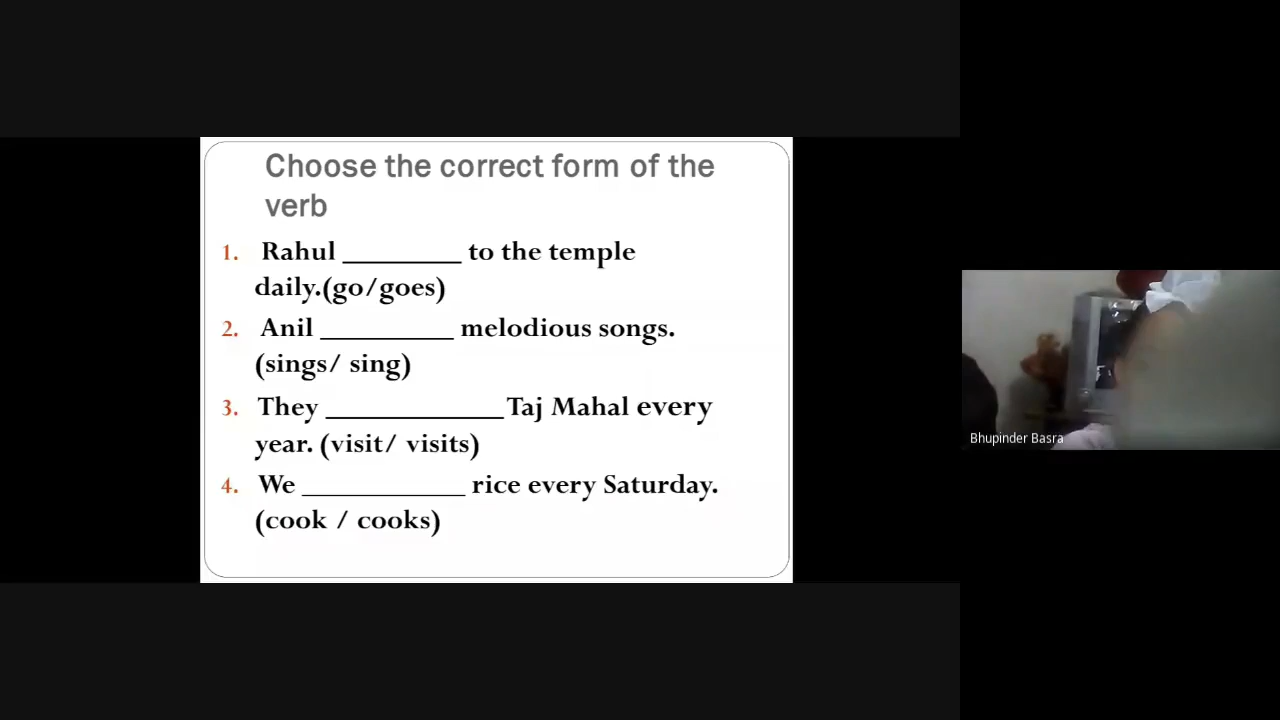 Choose the correct form of the
verb
1. Rahul _________ to the temple
daily.(go/goes)
2. Anil __________ melodious songs.
(sings/ sing)
3. They _____________ Taj Mahal every
year. (visit/ visits)
4. We ____________ rice every Saturday.
(cook / cooks)
Bhupinder Basra